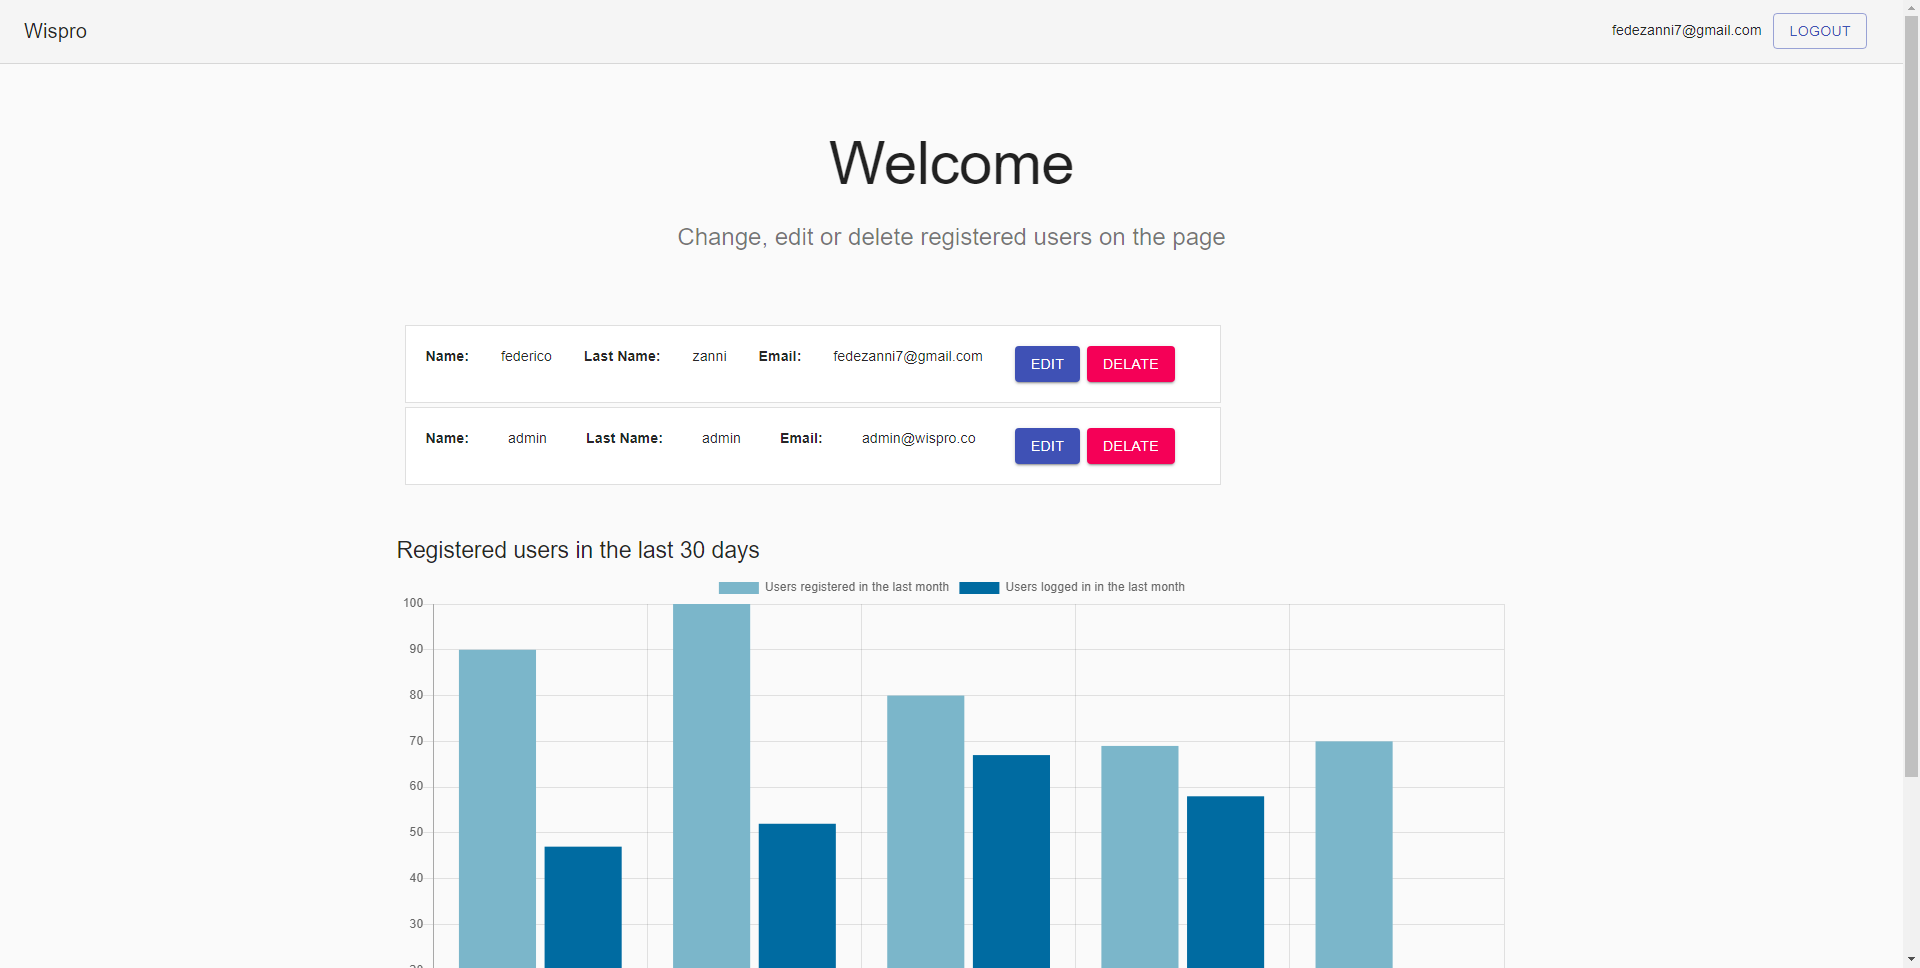 Wispro
fedezanni7@gmail.com LOGOUT
Welcome
Change, edit or delete registered users on the page
Name: federico Last Name: zanni Email: fedezanni7@gmail.com EDIT DELATE
Name: admin Last Name: admin Email: admin@wispro.co EDIT DELATE
Registered users in the last 30 days
Users registered in the last month Users logged in in the last month
100
90
80
70
60
50
40
30